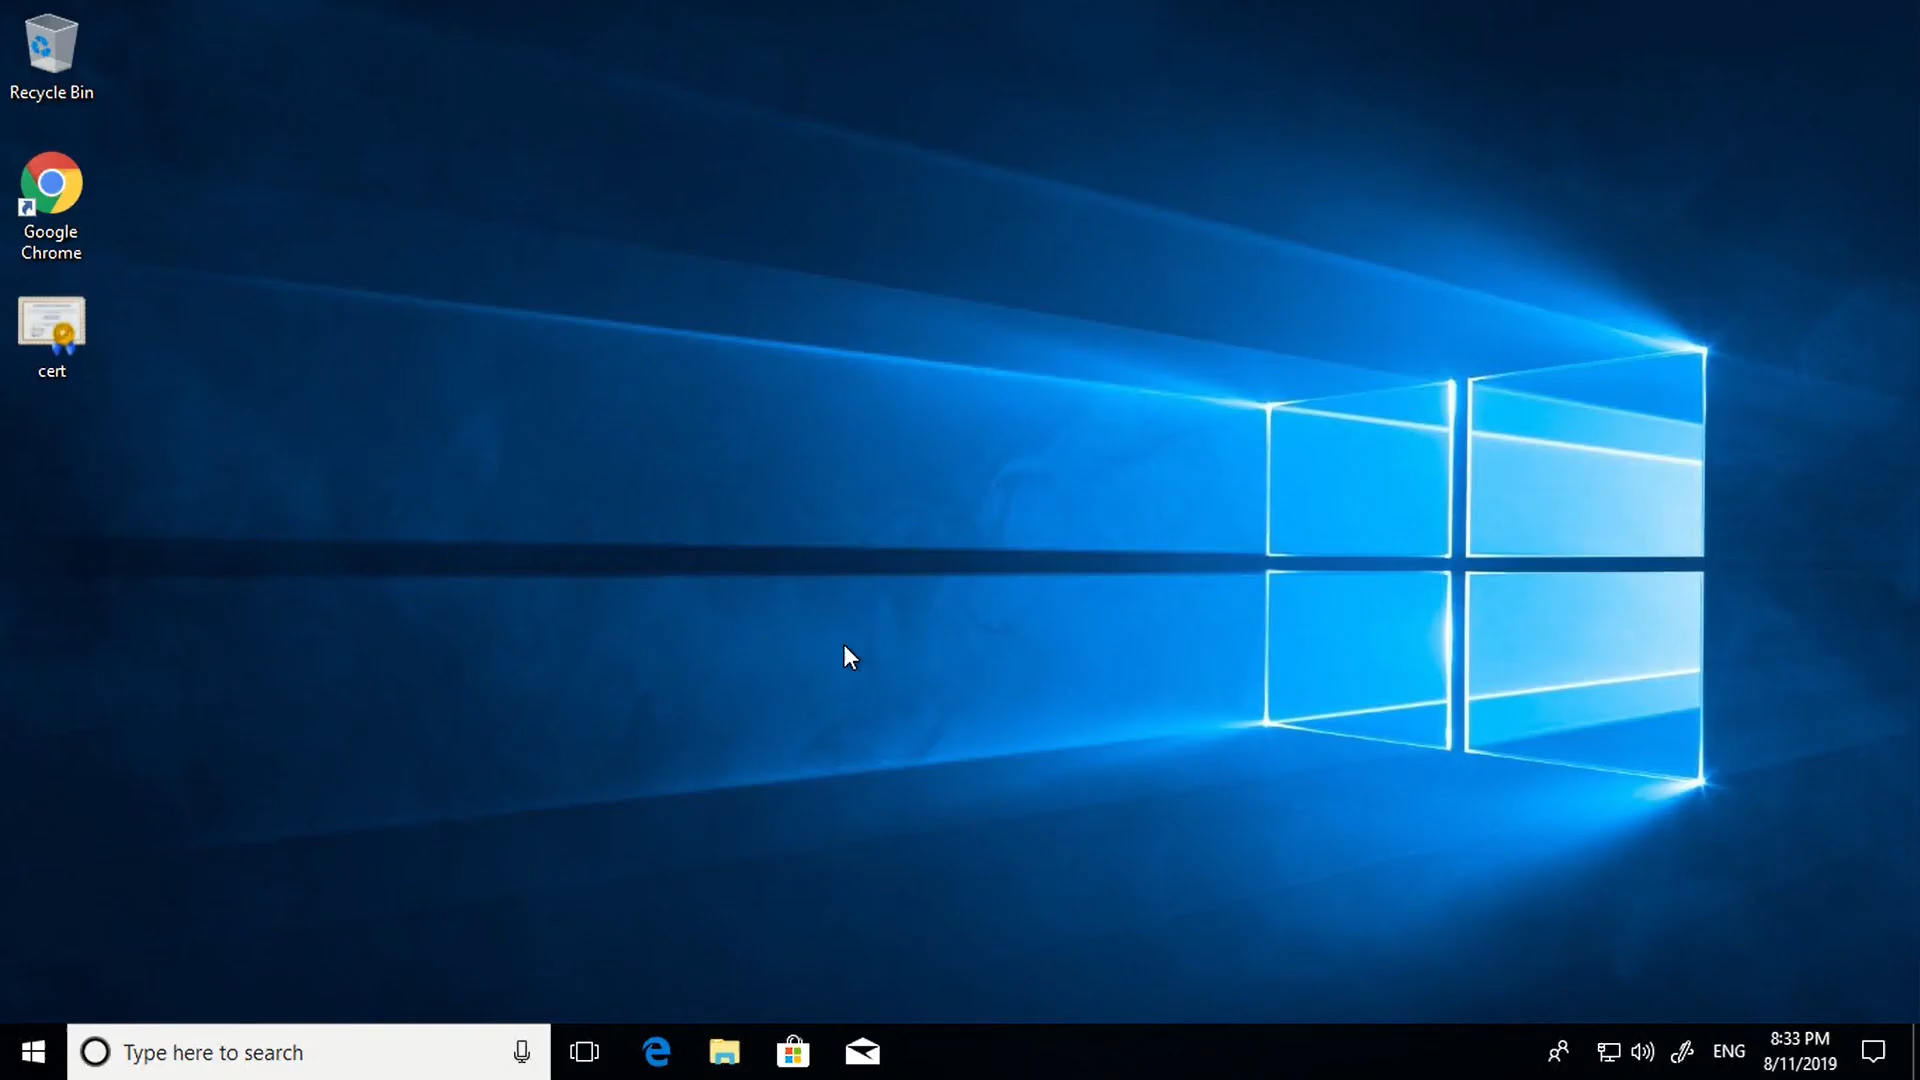 Recycle Bin
Google
Chrome
cert
Type here to search
ENG
8:33 PM
8/11/2019